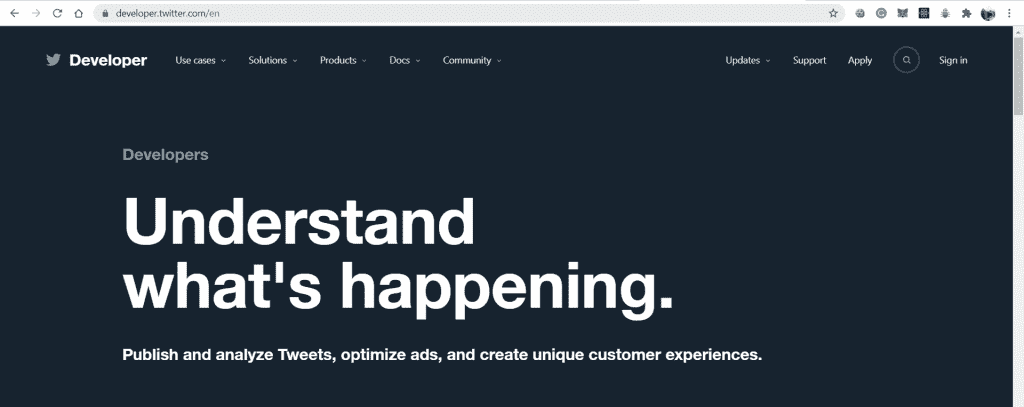 developer.twitter.com/en
Developer Use cases Solutions Products Docs Community Updates Support Apply Sign in
Developers
Understand
what's happening.
Publish and analyze Tweets, optimize ads, and create unique customer experiences.